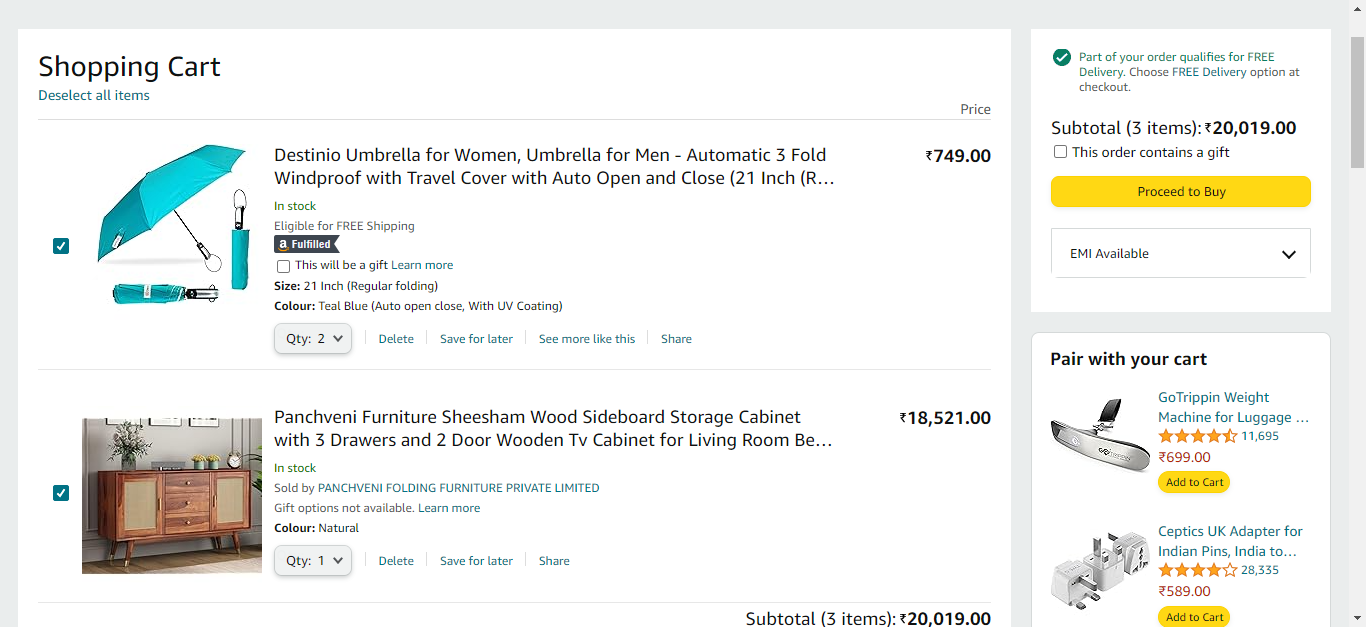 Shopping Cart
Deselect all items
Price
Destinio Umbrella for Women, Umbrella for Men - Automatic 3 Fold
Windproof with Travel Cover with Auto Open and Close (21 Inch (R...
₹749.00
In stock
Eligible for FREE Shipping
a Fulfilled
This will be a gift Learn more
Size: 21 Inch (Regular folding)
Colour: Teal Blue (Auto open close, With UV Coating)
Qty: 2
Delete
Save for later
See more like this
Share
Panchveni Furniture Sheesham Wood Sideboard Storage Cabinet
with 3 Drawers and 2 Door Wooden Tv Cabinet for Living Room Be...
₹18,521.00
In stock
Sold by PANCHVENI FOLDING FURNITURE PRIVATE LIMITED
Gift options not available. Learn more
Colour: Natural
Qty: 1
Delete
Save for later
Share
Subtotal (3 items): ₹20,019.00
Part of your order qualifies for FREE
Delivery. Choose FREE Delivery option at
checkout.
Subtotal (3 items): ₹20,019.00
This order contains a gift
Proceed to Buy
EMI Available
Pair with your cart
GoTrippin Weight
Machine for Luggage ...
11,695
₹699.00
Add to Cart
Ceptics UK Adapter for
Indian Pins, India to...
28,335
₹589.00
Add to Cart